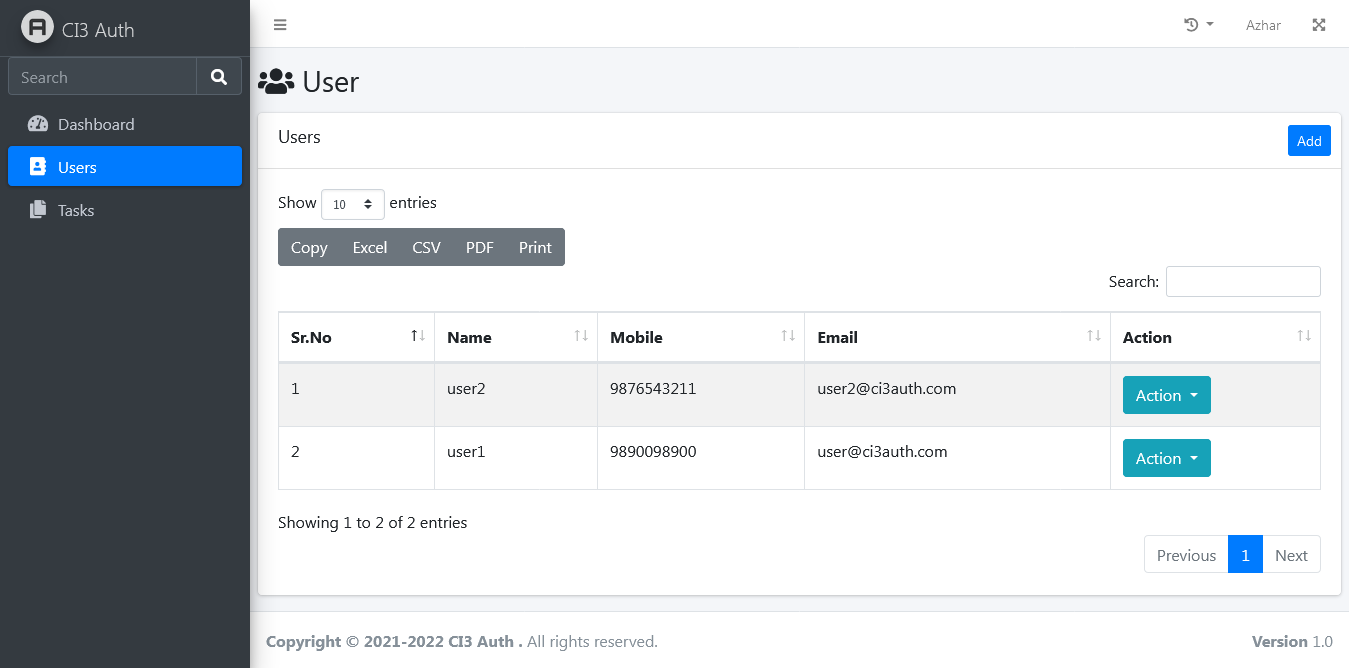 CI3 Auth
Azhar
Search
User
Dashboard
Users
Tasks
Users
Add
Show 10 entries
Copy Excel CSV PDF Print
Search:
Sr.No Name Mobile Email Action
1 user2 9876543211 user2@ci3auth.com Action
2 user1 9890098900 user@ci3auth.com Action
Showing 1 to 2 of 2 entries
Previous 1 Next
Copyright © 2021-2022 CI3 Auth . All rights reserved.
Version 1.0